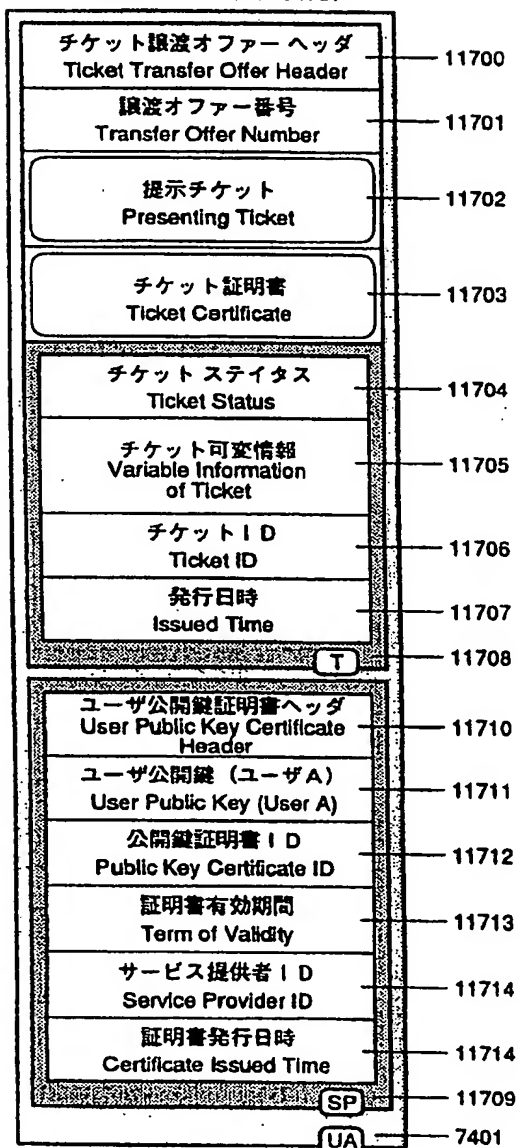 チケット譲渡オファー ヘッダ
Ticket Transfer Offer Header
11700
譲渡オファー番号
Transfer Offer Number
11701
提示チケット
Presenting Ticket
11702
チケット証明書
Ticket Certificate
11703
チケット ステイタス
Ticket Status
11704
チケット可変情報
Variable Information
of Ticket
11705
チケットID
Ticket ID
11706
発行日時
Issued Time
11707
T
11708
ユーザ公開鍵証明書ヘッダ
User Public Key Certificate
Header
11710
ユーザ公開鍵（ユーザA）
User Public Key (User A)
11711
公開鍵証明書ID
Public Key Certificate ID
11712
証明書有効期間
Term of Validity
11713
サービス提供者ID
Service Provider ID
11714
証明書発行日時
Certificate Issued Time
11714
SP
11709
UA
7401